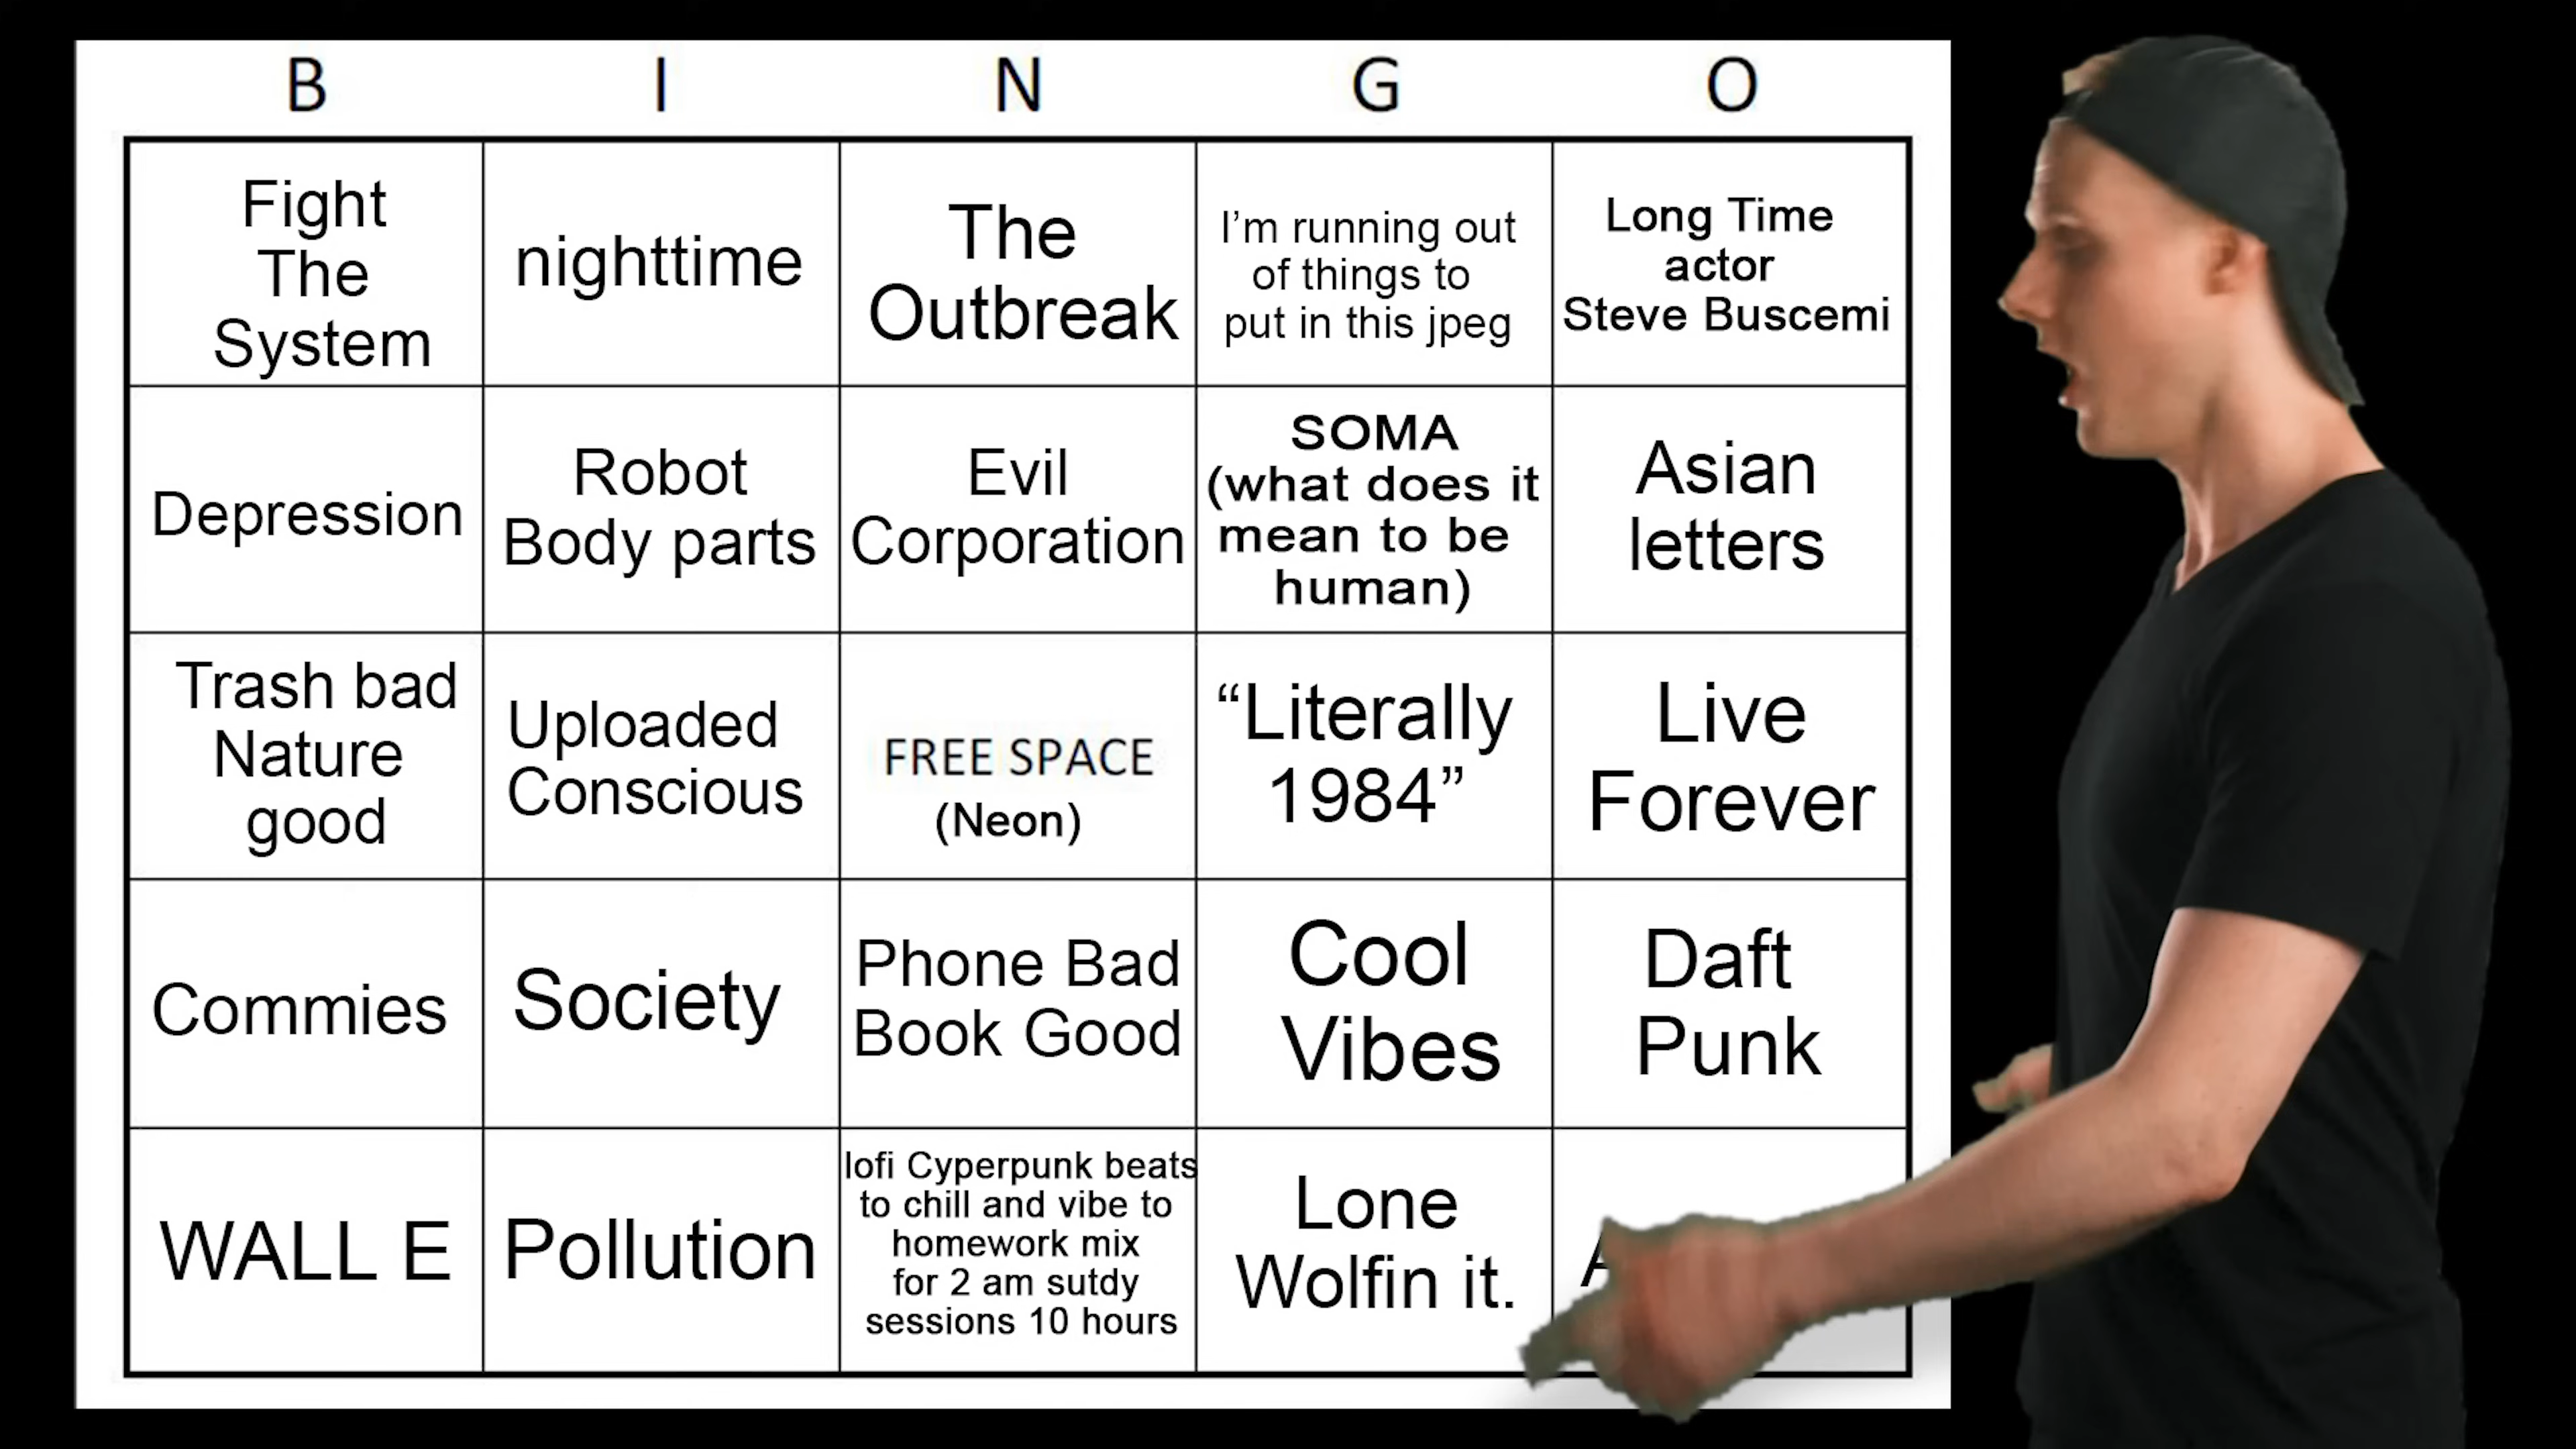 B I N G O
Fight
The
System
nighttime
The
Outbreak
I’m running out
of things to
put in this jpeg
Long Time
actor
Steve Buscemi
Depression
Robot
Body parts
Evil
Corporation
SOMA
(what does it
mean to be
human)
Asian
letters
Trash bad
Nature
good
Uploaded
Conscious
FREE SPACE
(Neon)
“Literally
1984”
Live
Forever
Commies
Society
Phone Bad
Book Good
Cool
Vibes
Daft
Punk
WALL E
Pollution
lofi Cyperpunk beats
to chill and vibe to
homework mix
for 2 am sutdy
sessions 10 hours
Lone
Wolfin it.